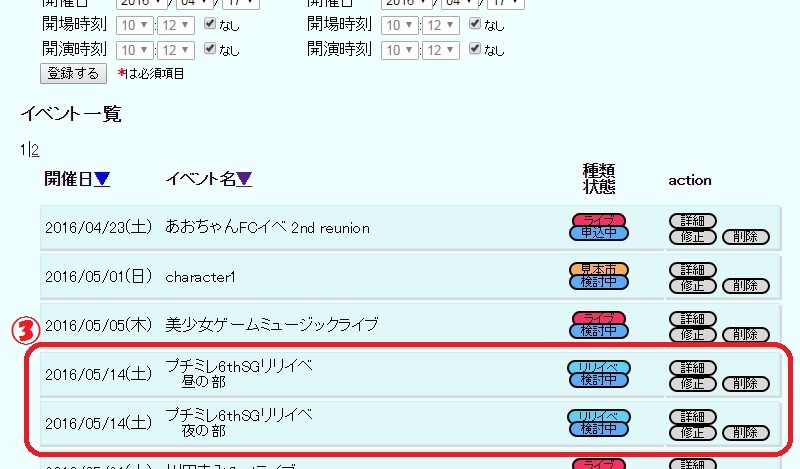 開催日 2016 / 04 / 17 開催日 2016 / 04 / 17
開場時刻 10 : 12 なし 開場時刻 10 : 12 なし
開演時刻 10 : 12 なし 開演時刻 10 : 12 なし
登録する *は必須項目
イベント一覧
1|2
開催日▼ イベント名▼ 種類 action
状態
2016/04/23(土) あおちゃんFCイベ 2nd reunion ライブ 詳細
申込中 修正 削除
2016/05/01(日) character1 見本市 詳細
検討中 修正 削除
2016/05/05(木) 美少女ゲームミュージックライブ ライブ 詳細
検討中 修正 削除
③
2016/05/14(土) プチミレ6thSGリリイベ リリイベ 詳細
昼の部 検討中 修正 削除
2016/05/14(土) プチミレ6thSGリリイベ リリイベ 詳細
夜の部 検討中 修正 削除
ライブ 詳細